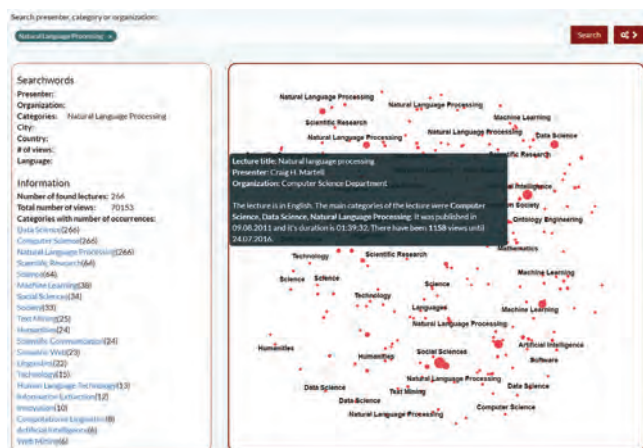 Search presenter, category or organization:
Natural Language Processing ×
Search
Searchwords
Presenter:
Organization:
Categories: Natural Language Processing
City:
Country:
# of views:
Language:
Information
Number of found lectures: 266
Total number of views: 70153
Categories with number of occurrences:
Data Science(266)
Computer Science(266)
Natural Language Processing(266)
Scientific Research(64)
Science(64)
Machine Learning(38)
Social Sciences(34)
Society(33)
Text Mining(25)
Humanities(24)
Scientific Communication(24)
Semantic Web(23)
Linguistics(22)
Technology(15)
Human Language Technology(13)
Information Extraction(12)
Innovation(10)
Computational Linguistics(8)
Artificial Intelligence(6)
Web Mining(6)
Natural Language Processing
Natural Language Processing
Machine Learning
Scientific Research
Natural Language Processing
Natural Language Processing
Data Science
Scientific Research
Lecture title: Natural language processing
Presenter: Craig H. Martell
Organization: Computer Science Department
The lecture is in English. The main categories of the lecture were Computer
Science, Data Science, Natural Language Processing. It was published in
09.08.2011 and it's duration is 01:39:32. There have been 1158 views until
24.07.2016.
Intelligence
Society
Ontology Engineering
Mathematics
Technology
Scientific Research
Machine Learning
Science
Science
Science
Technology
Languages
Machine Learning
Natural Language Processing
Artificial Intelligence
Humanities
Humanities
Social Sciences
Software
Natural Language Processing
Data Science
Text Mining
Data Science
Data Science
Computer Science
Natural Language Processing